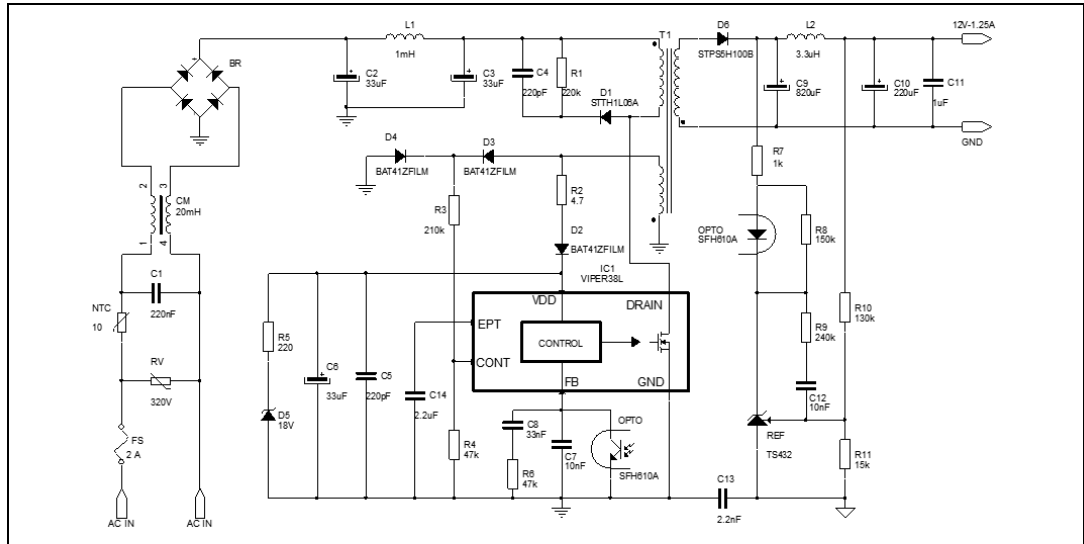 L1
1mH
BR
C2
33uF
C3
33uF
C4
220pF
R1
220k
D1
STTH1L06A
T1
D6
STPS5H100B
L2
3.3uH
12V-1.25A
C9
820uF
C10
220uF
C11
1uF
GND
D4
BAT41ZFILM
D3
BAT41ZFILM
R2
4.7
R3
210k
D2
BAT41ZFILM
R7
1k
OPTO
SFH610A
R8
150k
2
3
CM
20mH
1
4
C1
220nF
NTC
10
RV
320V
FS
2 A
AC IN
AC IN
IC1
VIPER38L
VDD
DRAIN
EPT
CONTROL
CONT
FB
GND
R5
220
D5
18V
C6
33uF
C5
220pF
C14
2.2uF
R4
47k
C8
33nF
R6
47k
C7
10nF
OPTO
SFH610A
R9
240k
R10
130k
C12
10nF
REF
TS432
R11
15k
C13
2.2nF